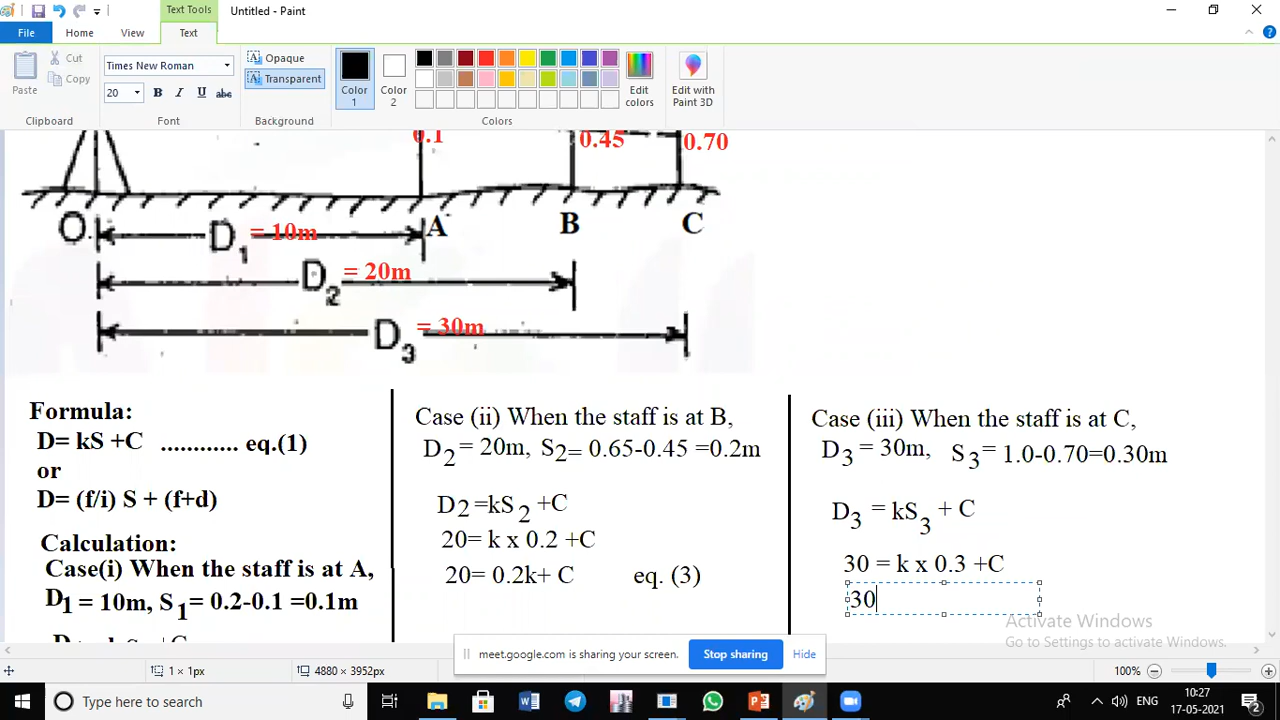 Text Tools
Untitled - Paint
File
Home
View
Text
Paste
Cut
Copy
Clipboard
Times New Roman
20
B I U abc
Font
Opaque
Transparent
Background
Color 1
Color 2
Edit colors
Edit with Paint 3D
Colors
0.1
0.45
0.70
O.
A
B
C
D1 = 10m
D2 = 20m
D3 = 30m
Formula:
D= kS +C ............ eq.(1)
or
D= (f/i) S + (f+d)
Calculation:
Case(i) When the staff is at A,
D1 = 10m, S1= 0.2-0.1 =0.1m
Case (ii) When the staff is at B,
D2 = 20m, S2= 0.65-0.45 =0.2m
D2 =kS2 +C
20= k x 0.2 +C
20= 0.2k+ C eq. (3)
Case (iii) When the staff is at C,
D3 = 30m, S3= 1.0-0.70=0.30m
D3 = kS3 + C
30 = k x 0.3 +C
30
Activate Windows
Go to Settings to activate Windows.
meet.google.com is sharing your screen.
Stop sharing
Hide
1 × 1px
4880 × 3952px
100%
Type here to search
ENG
10:27
17-05-2021
2